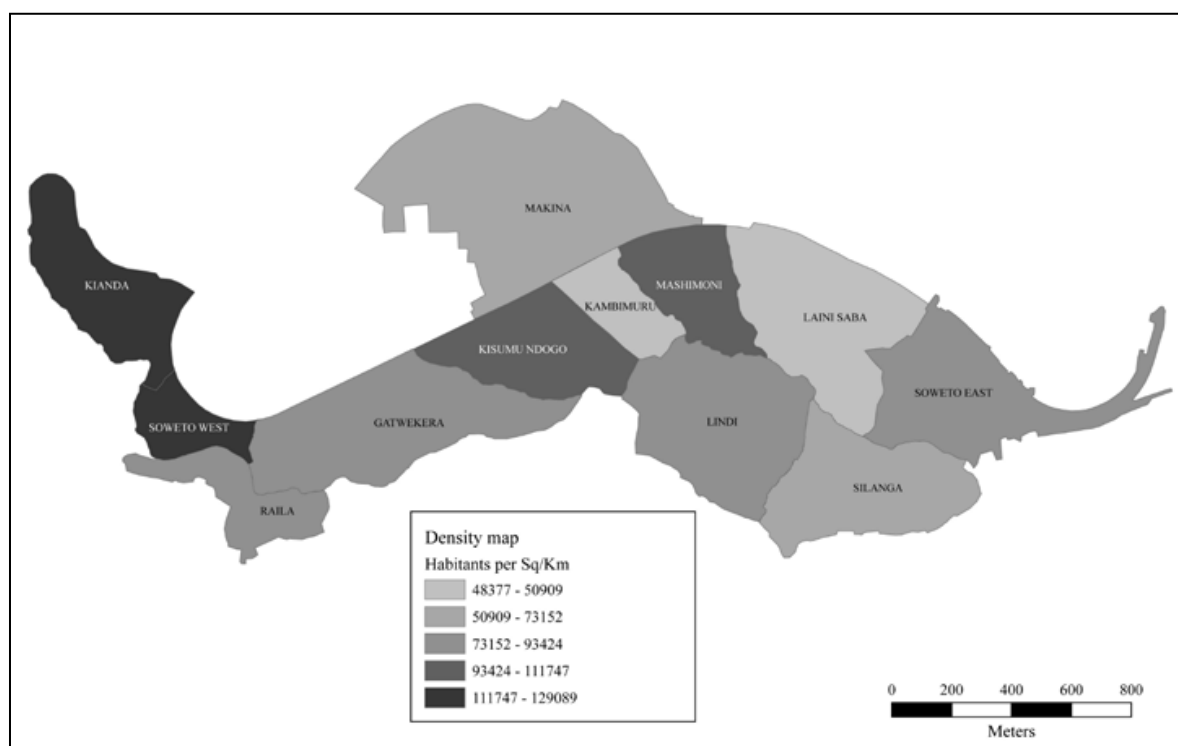 MAKINA
KIANDA
MASHIMONI
KAMBIMURU
LAINI SABA
KISUMU NDOGO
SOWETO EAST
GATWEKERA
LINDI
SOWETO WEST
SILANGA
RAILA
Density map
Habitants per Sq/Km
48377 - 50909
50909 - 73152
73152 - 93424
93424 - 111747
111747 - 129089
0 200 400 600 800
Meters